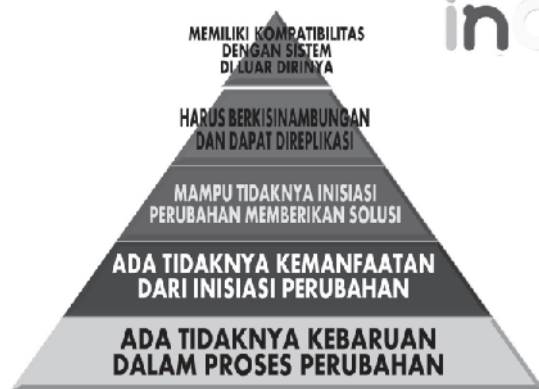 MEMILIKI KOMPATIBILITAS
DENGAN SISTEM
DI LUAR DIRINYA
HARUS BERKISINAMBUNGAN
DAN DAPAT DIREPLIKASI
MAMPU TIDAKNYA INISIASI
PERUBAHAN MEMBERIKAN SOLUSI
ADA TIDAKNYA KEMANFAATAN
DARI INISIASI PERUBAHAN
ADA TIDAKNYA KEBARUAN
DALAM PROSES PERUBAHAN